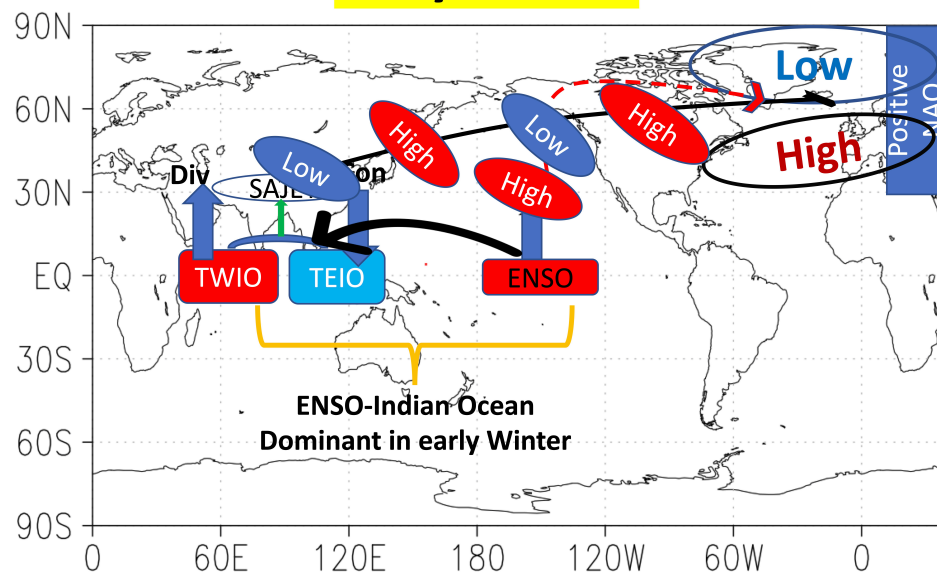 90N
60N
30N
EQ
30S
60S
90S
0
60E
120E
180
120W
60W
0
Low
High
Positive
NAO
High
Low
High
High
Low
Div
TWIO
TEIO
ENSO
ENSO-Indian Ocean
Dominant in early Winter